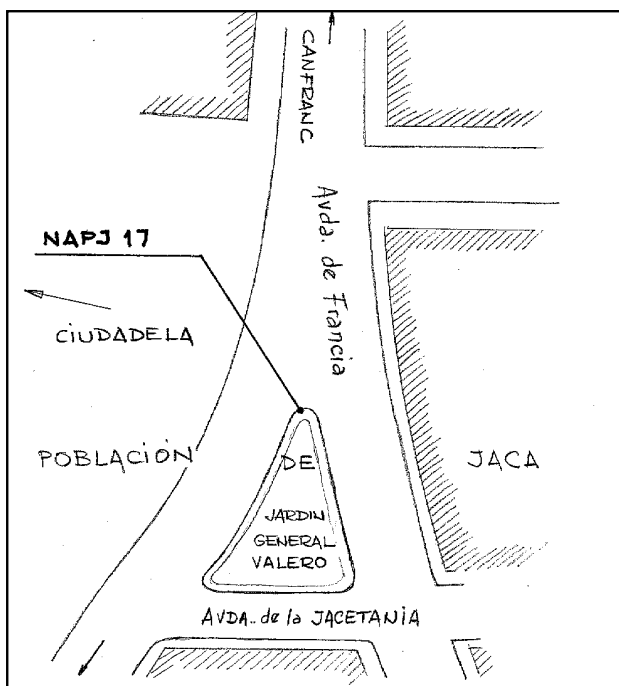 CANFRANC
Avda. de Francia
NAPJ 17
CIUDADELA
POBLACIÓN DE JACA
JARDIN
GENERAL
VALERO
AVDA. de la JACETANIA